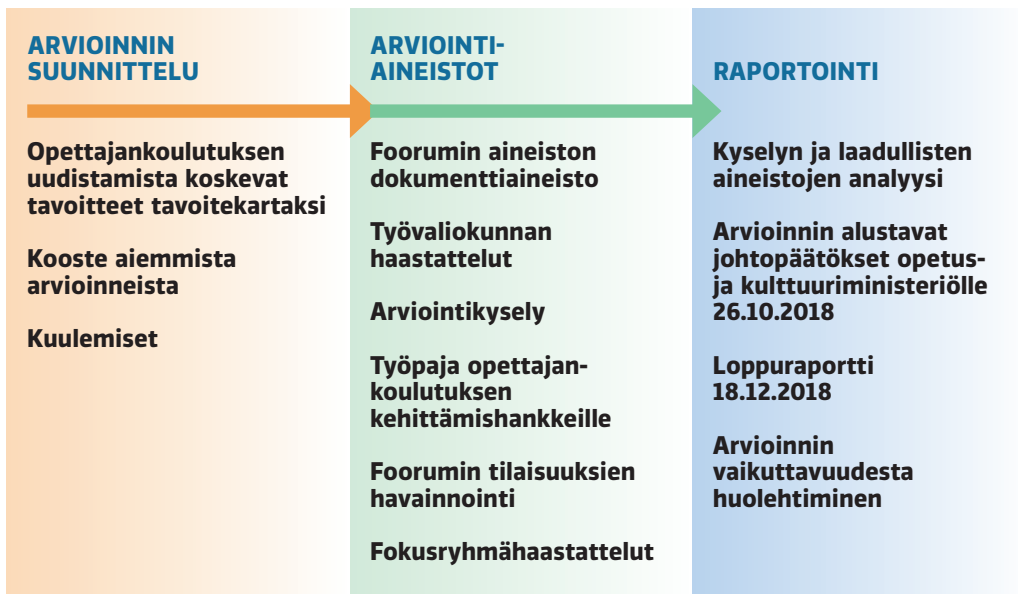 ARVIOINNIN
SUUNNITTELU
Opettajankoulutuksen
uudistamista koskevat
tavoitteet tavoitekartaksi
Kooste aiemmista
arvioinneista
Kuulemiset
ARVIOINTI-
AINEISTOT
Foorumin aineiston
dokumenttiaineisto
Työvaliokunnan
haastattelut
Arviointikysely
Työpaja opettajan-
koulutuksen
kehittämishankkeille
Foorumin tilaisuuksien
havainnointi
Fokusryhmähaastattelut
RAPORTOINTI
Kyselyn ja laadullisten
aineistojen analyysi
Arvioinnin alustavat
johtopäätökset opetus-
ja kulttuuriministeriölle
26.10.2018
Loppuraportti
18.12.2018
Arvioinnin
vaikuttavuudesta
huolehtiminen